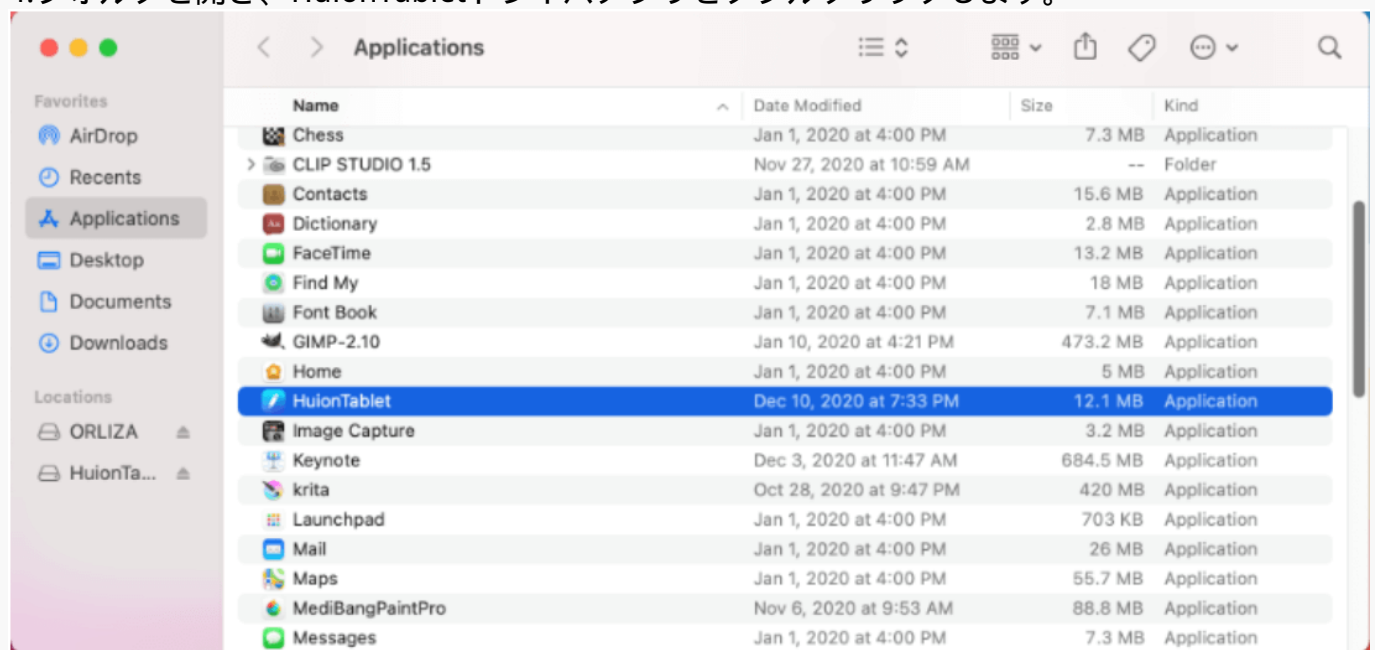 Applications
Favorites
AirDrop
Recents
Applications
Desktop
Documents
Downloads
Locations
ORLIZA
HuionTa...
Name Date Modified Size Kind
Chess Jan 1, 2020 at 4:00 PM 7.3 MB Application
CLIP STUDIO 1.5 Nov 27, 2020 at 10:59 AM -- Folder
Contacts Jan 1, 2020 at 4:00 PM 15.6 MB Application
Dictionary Jan 1, 2020 at 4:00 PM 2.8 MB Application
FaceTime Jan 1, 2020 at 4:00 PM 13.2 MB Application
Find My Jan 1, 2020 at 4:00 PM 18 MB Application
Font Book Jan 1, 2020 at 4:00 PM 7.1 MB Application
GIMP-2.10 Jan 10, 2020 at 4:21 PM 473.2 MB Application
Home Jan 1, 2020 at 4:00 PM 5 MB Application
HuionTablet Dec 10, 2020 at 7:33 PM 12.1 MB Application
Image Capture Jan 1, 2020 at 4:00 PM 3.2 MB Application
Keynote Dec 3, 2020 at 11:47 AM 684.5 MB Application
krita Oct 28, 2020 at 9:47 PM 420 MB Application
Launchpad Jan 1, 2020 at 4:00 PM 703 KB Application
Mail Jan 1, 2020 at 4:00 PM 26 MB Application
Maps Jan 1, 2020 at 4:00 PM 55.7 MB Application
MediBangPaintPro Nov 6, 2020 at 9:53 AM 88.8 MB Application
Messages Jan 1, 2020 at 4:00 PM 7.3 MB Application